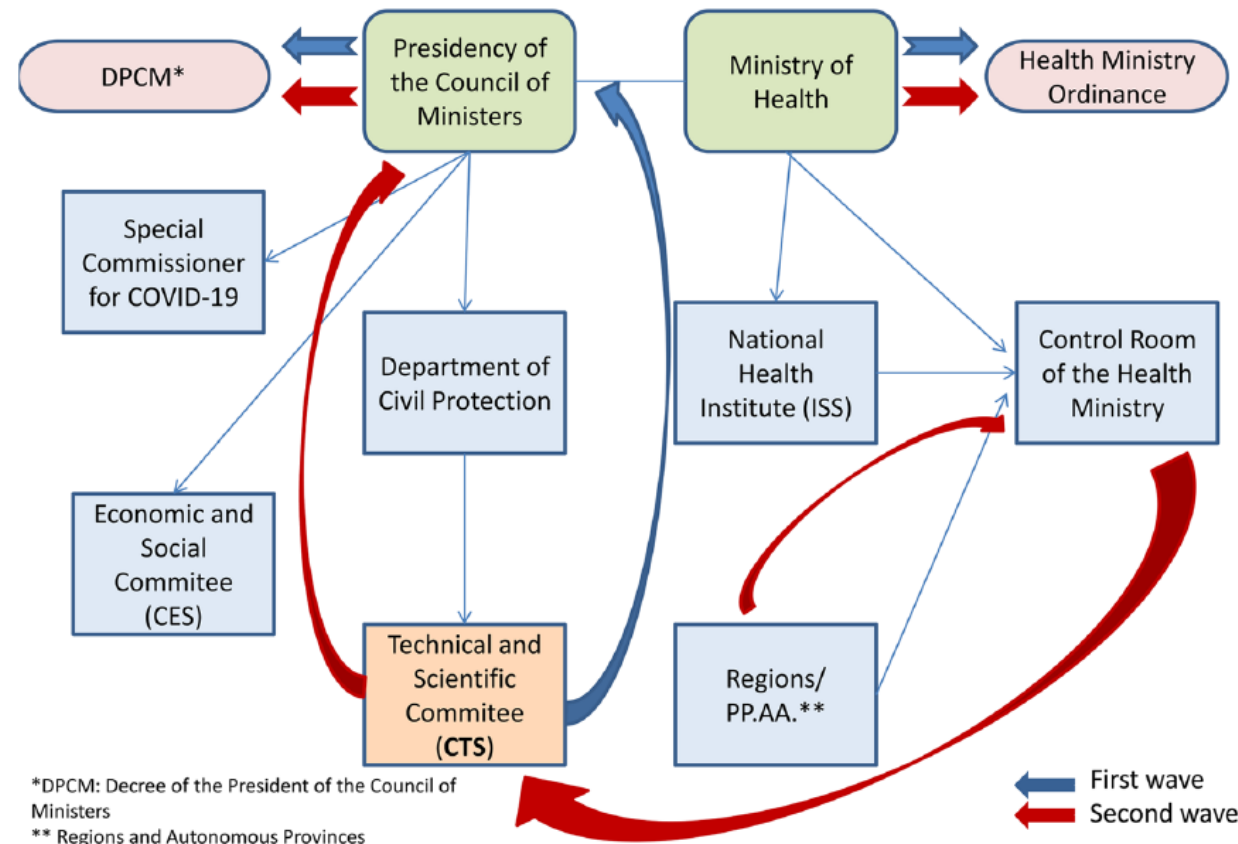 DPCM*
Presidency of
the Council of
Ministers
Ministry of
Health
Health Ministry
Ordinance
Special
Commissioner
for COVID-19
Department of
Civil Protection
National
Health
Institute (ISS)
Control Room
of the Health
Ministry
Economic and
Social
Commitee
(CES)
Technical and
Scientific
Commitee
(CTS)
Regions/
PP.AA.**
*DPCM: Decree of the President of the Council of
Ministers
** Regions and Autonomous Provinces
First wave
Second wave